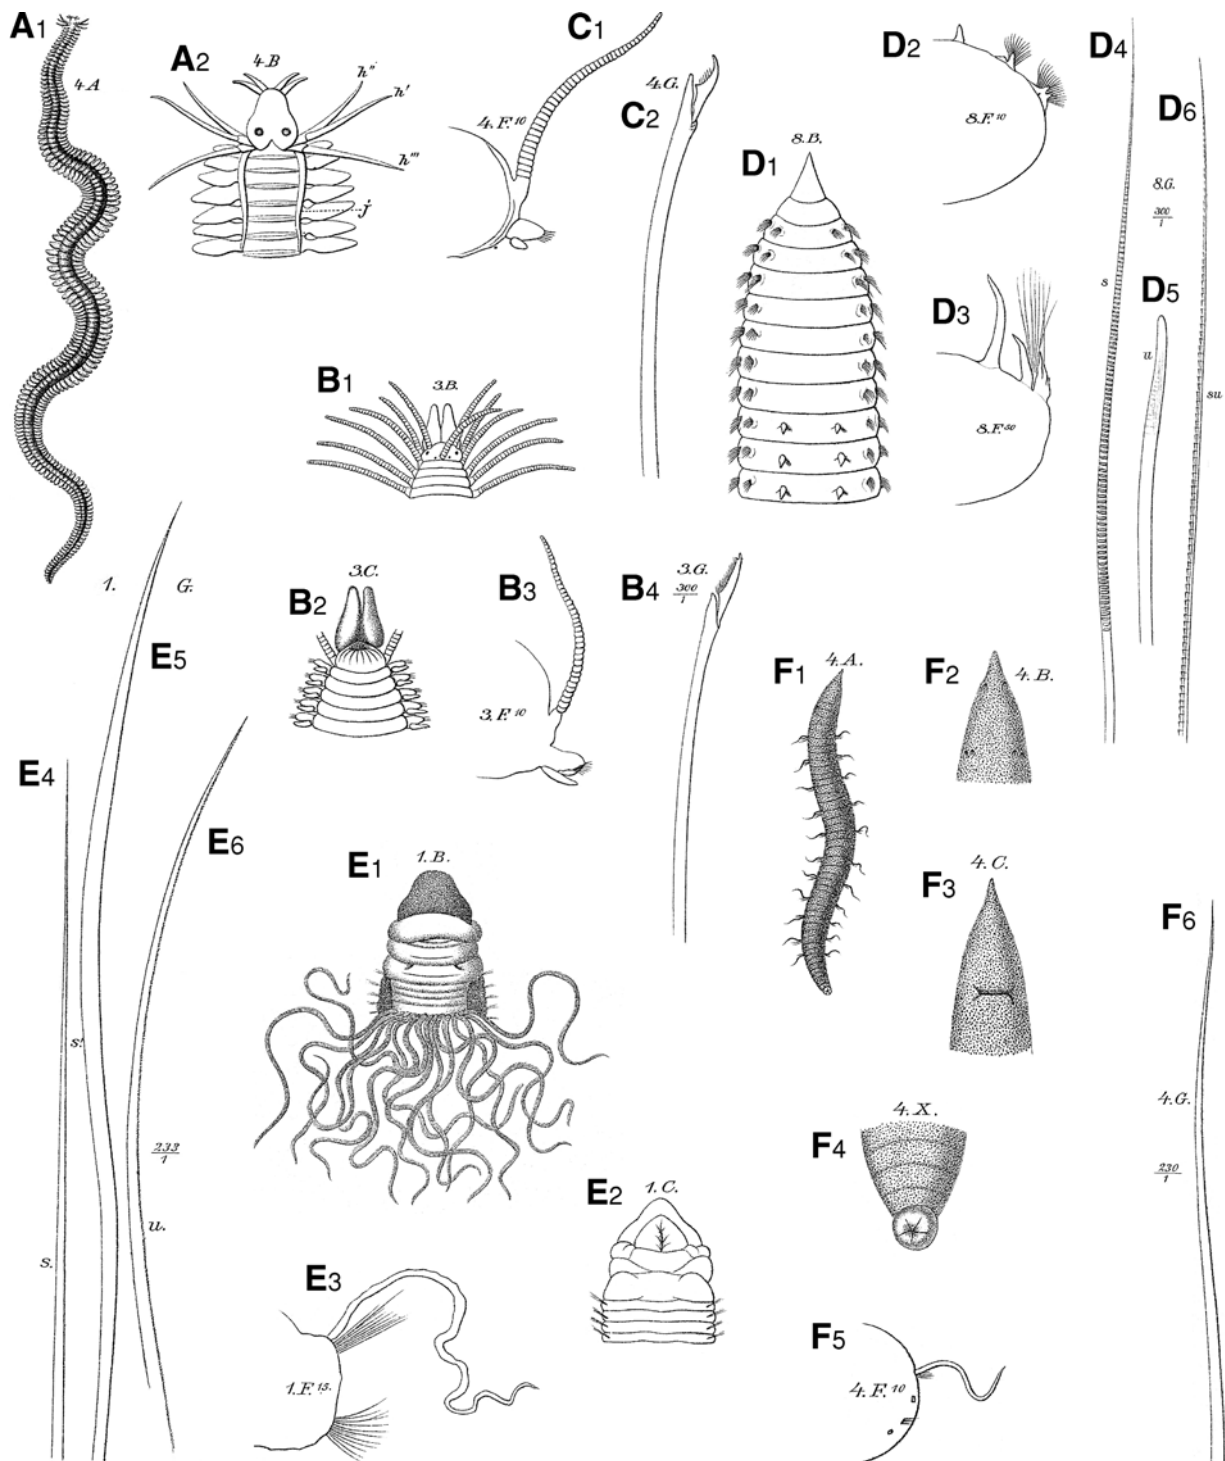 A1
4.A
A2
4.B
h''
h'
h'''
j
C1
4.F.10
4.G.
C2
D1
8.B.
D2
8.F.10
D3
8.F.50
D4
s
D6
8.G.
300
1
D5
u
su
B1
3.B.
B2
3.C.
B3
3.F.10
B4
3.G.
300
1
1. G.
E5
E4
E6
s'.
233
1
u.
S.
E1
1.B.
E2
1.C.
E3
1.F.15.
F1
4.A.
F2
4.B.
F3
4.C.
F4
4.X.
F5
4.F.10
F6
4.G.
230
1